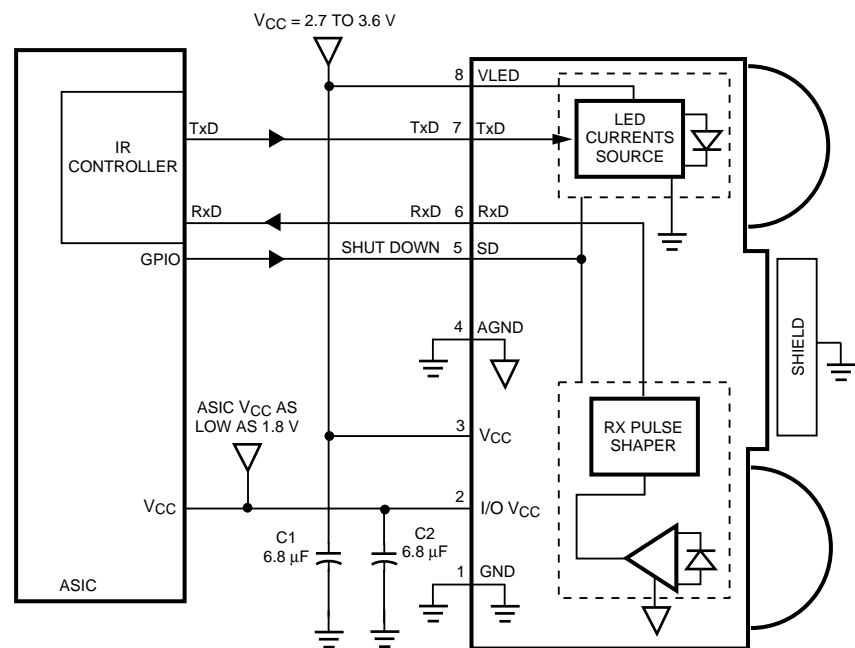 VCC = 2.7 TO 3.6 V
8 VLED
LED
CURRENTS
SOURCE
TxD
TxD 7 TxD
IR
CONTROLLER
RxD
RxD 6 RxD
GPIO
SHUT DOWN 5 SD
4 AGND
SHIELD
ASIC VCC AS
LOW AS 1.8 V
3 VCC
RX PULSE
SHAPER
VCC
2 I/O VCC
C1
6.8 µF
C2
6.8 µF
1 GND
ASIC